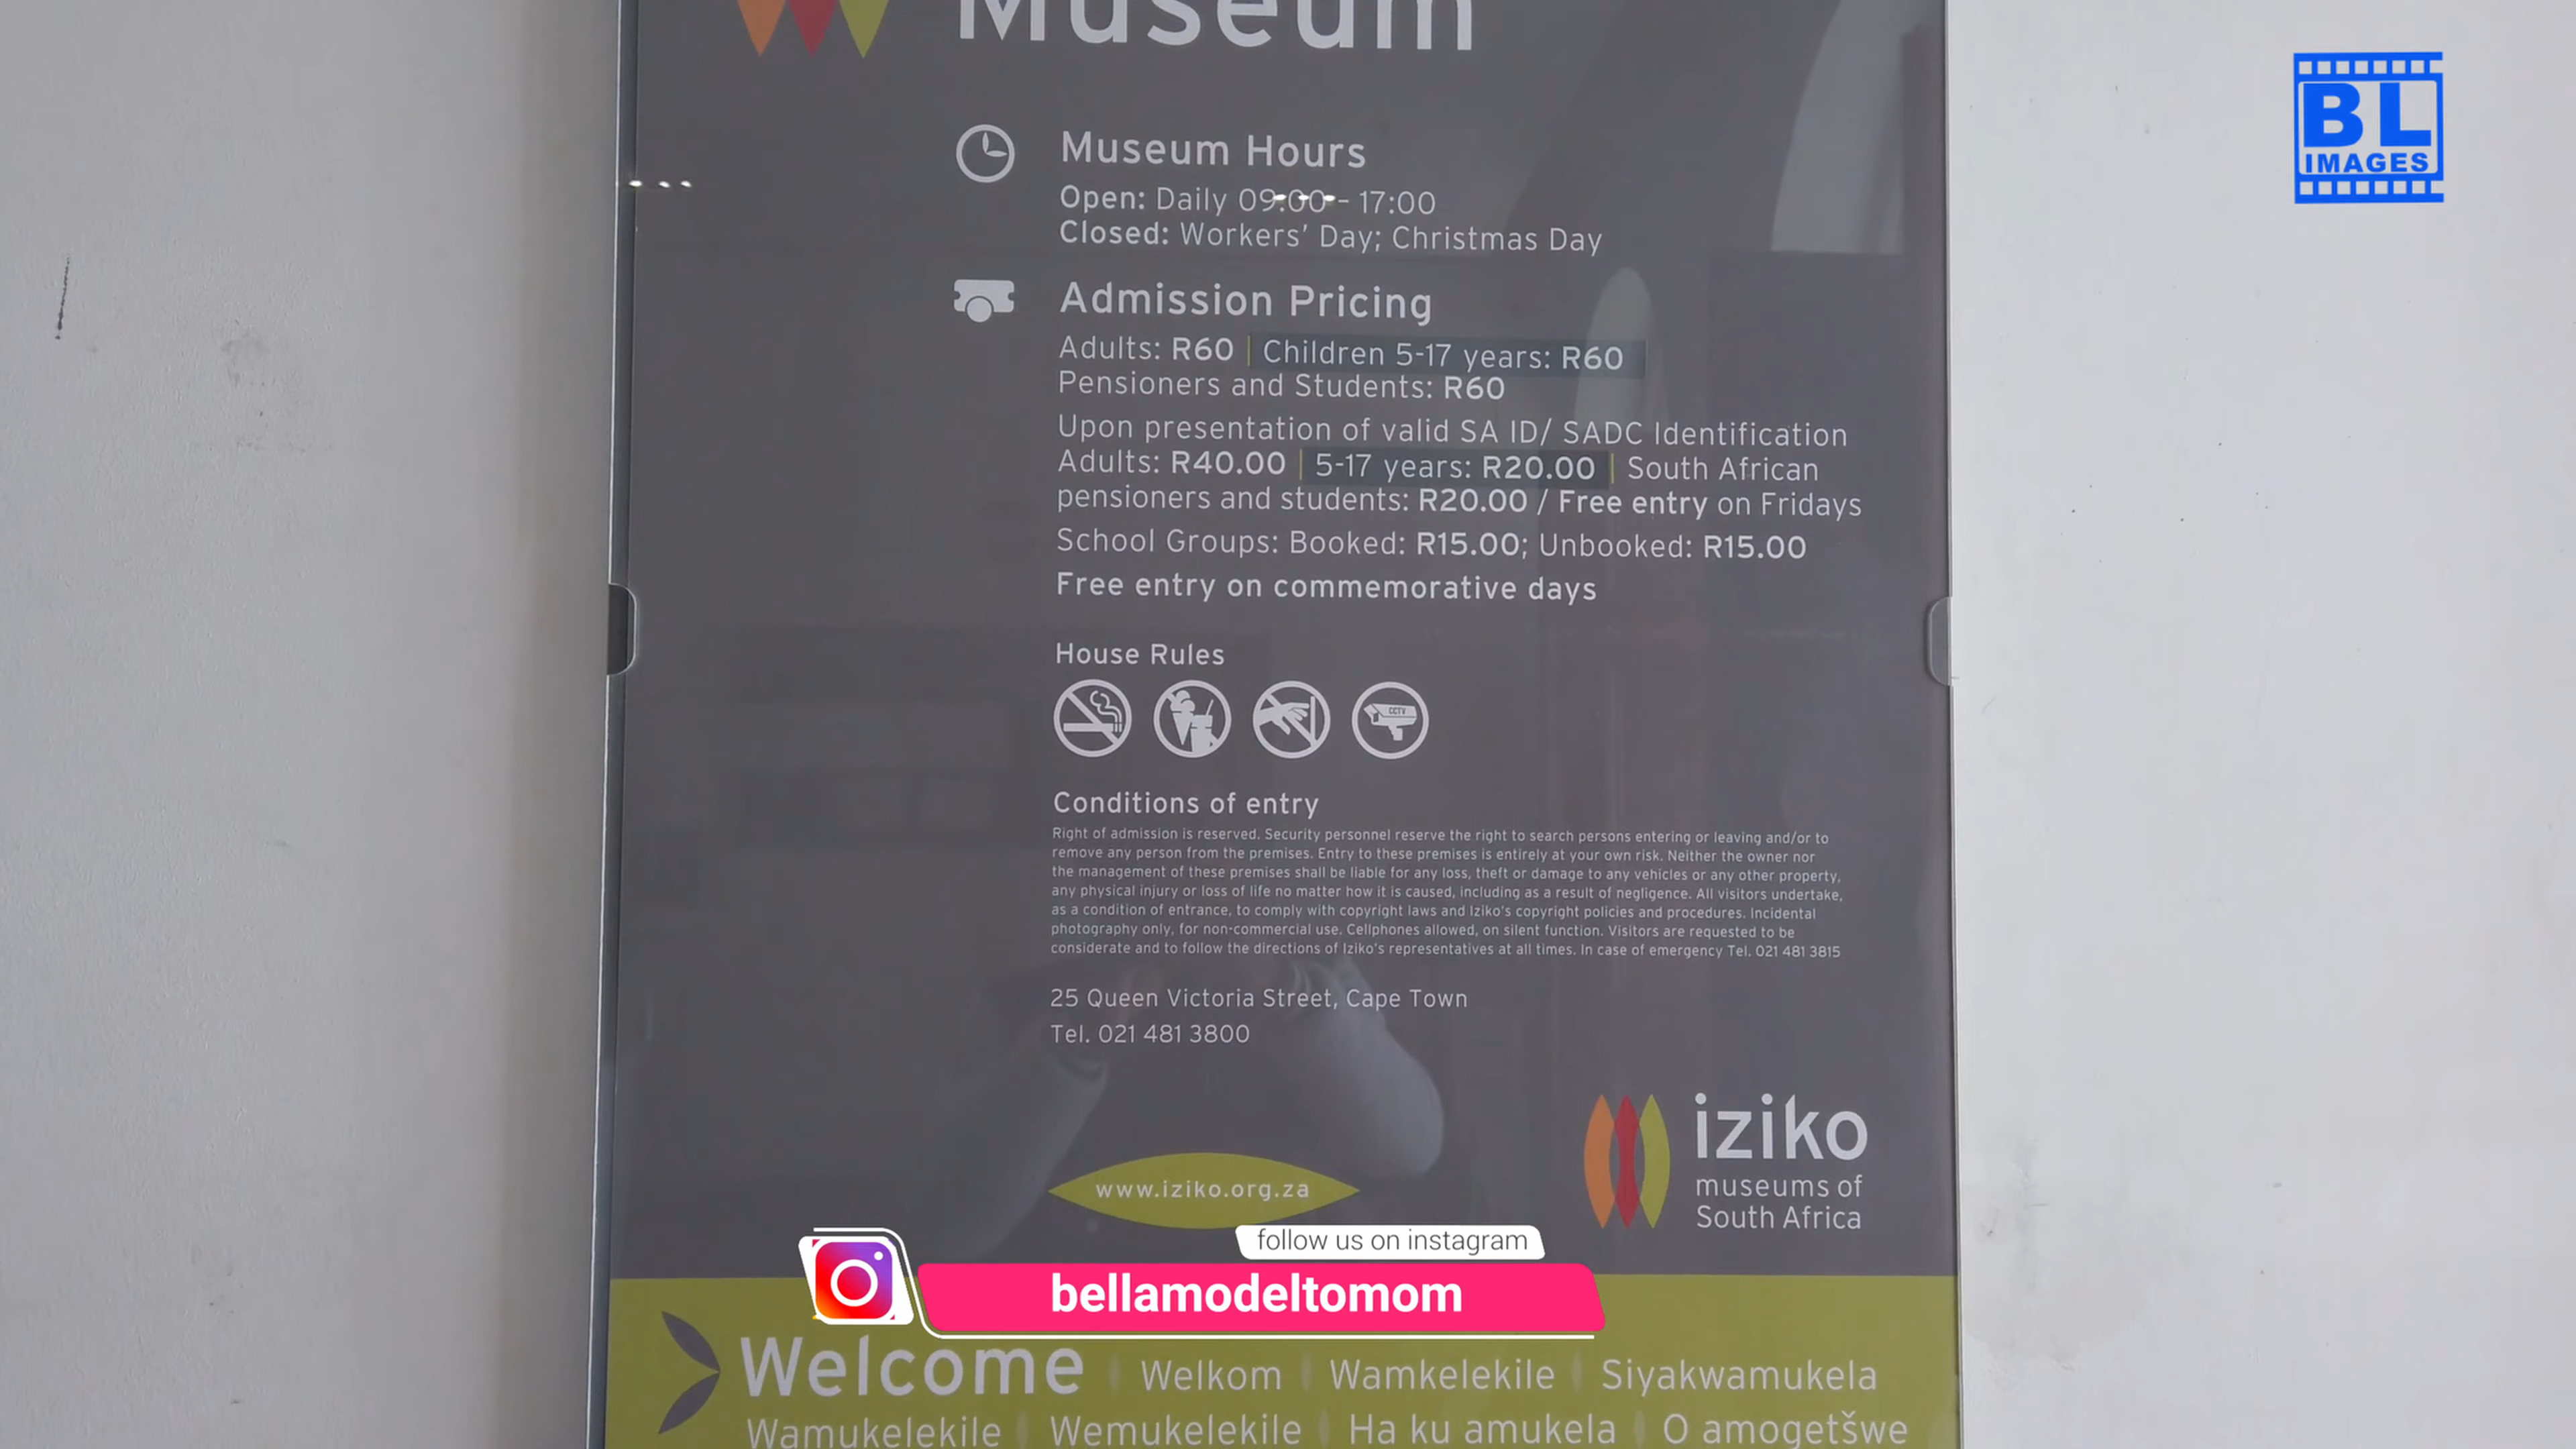 Museum
BL
IMAGES
Museum Hours
Open: Daily 09:00 - 17:00
Closed: Workers' Day; Christmas Day
Admission Pricing
Adults: R60 | Children 5-17 years: R60
Pensioners and Students: R60
Upon presentation of valid SA ID/ SADC Identification
Adults: R40.00 | 5-17 years: R20.00 | South African
pensioners and students: R20.00 / Free entry on Fridays
School Groups: Booked: R15.00; Unbooked: R15.00
Free entry on commemorative days
House Rules
CCTV
Conditions of entry
Right of admission is reserved. Security personnel reserve the right to search persons entering or leaving and/or to
remove any person from the premises. Entry to these premises is entirely at your own risk. Neither the owner nor
the management of these premises shall be liable for any loss, theft or damage to any vehicles or any other property,
any physical injury or loss of life no matter how it is caused, including as a result of negligence. All visitors undertake,
as a condition of entrance, to comply with copyright laws and Iziko's copyright policies and procedures. Incidental
photography only, for non-commercial use. Cellphones allowed, on silent function. Visitors are requested to be
considerate and to follow the directions of Iziko's representatives at all times. In case of emergency Tel. 021 481 3815
25 Queen Victoria Street, Cape Town
Tel. 021 481 3800
iziko
museums of
South Africa
www.iziko.org.za
follow us on instagram
bellamodeltomom
Welcome | Welkom | Wamkelekile | Siyakwamukela
Wamukelekile | Wemukelekile | Ha ku amukela | O amogetšwe